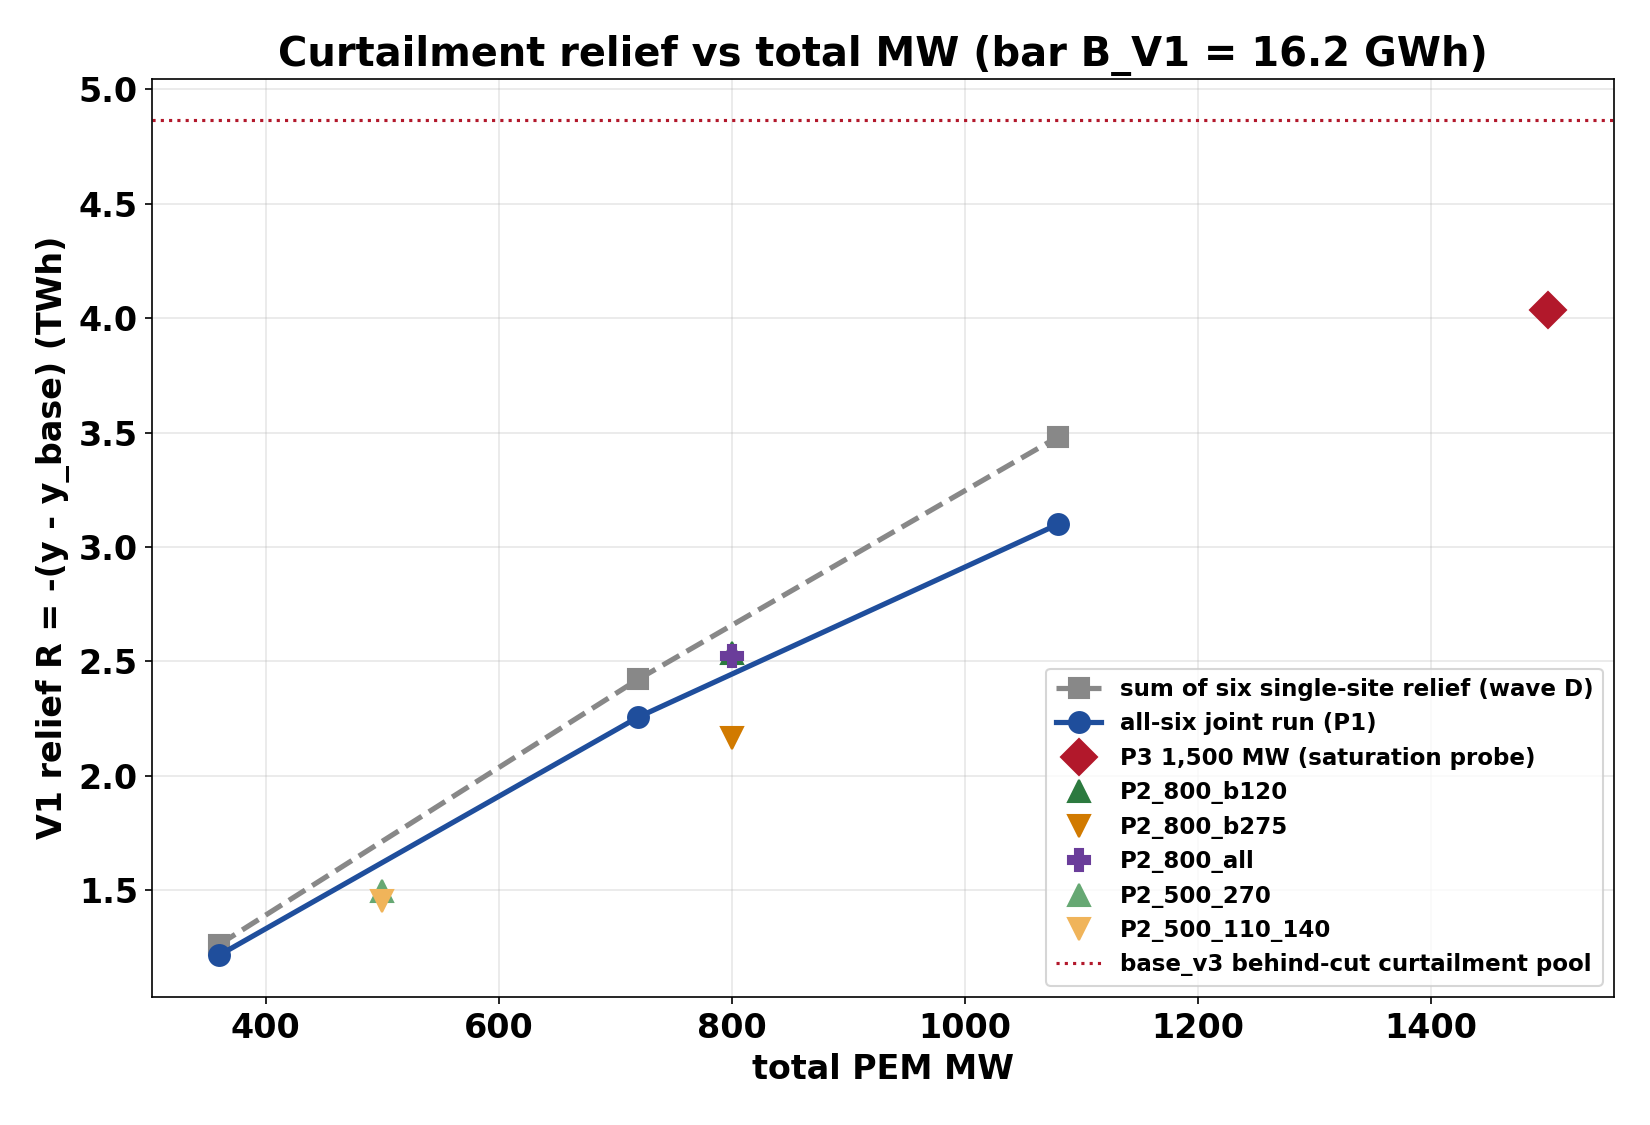 Curtailment relief vs total MW (bar B_V1 = 16.2 GWh)
V1 relief R = -(y - y_base) (TWh)
5.0
4.5
4.0
3.5
3.0
2.5
2.0
1.5
sum of six single-site relief (wave D)
all-six joint run (P1)
P3 1,500 MW (saturation probe)
P2_800_b120
P2_800_b275
P2_800_all
P2_500_270
P2_500_110_140
base_v3 behind-cut curtailment pool
400 600 800 1000 1200 1400
total PEM MW